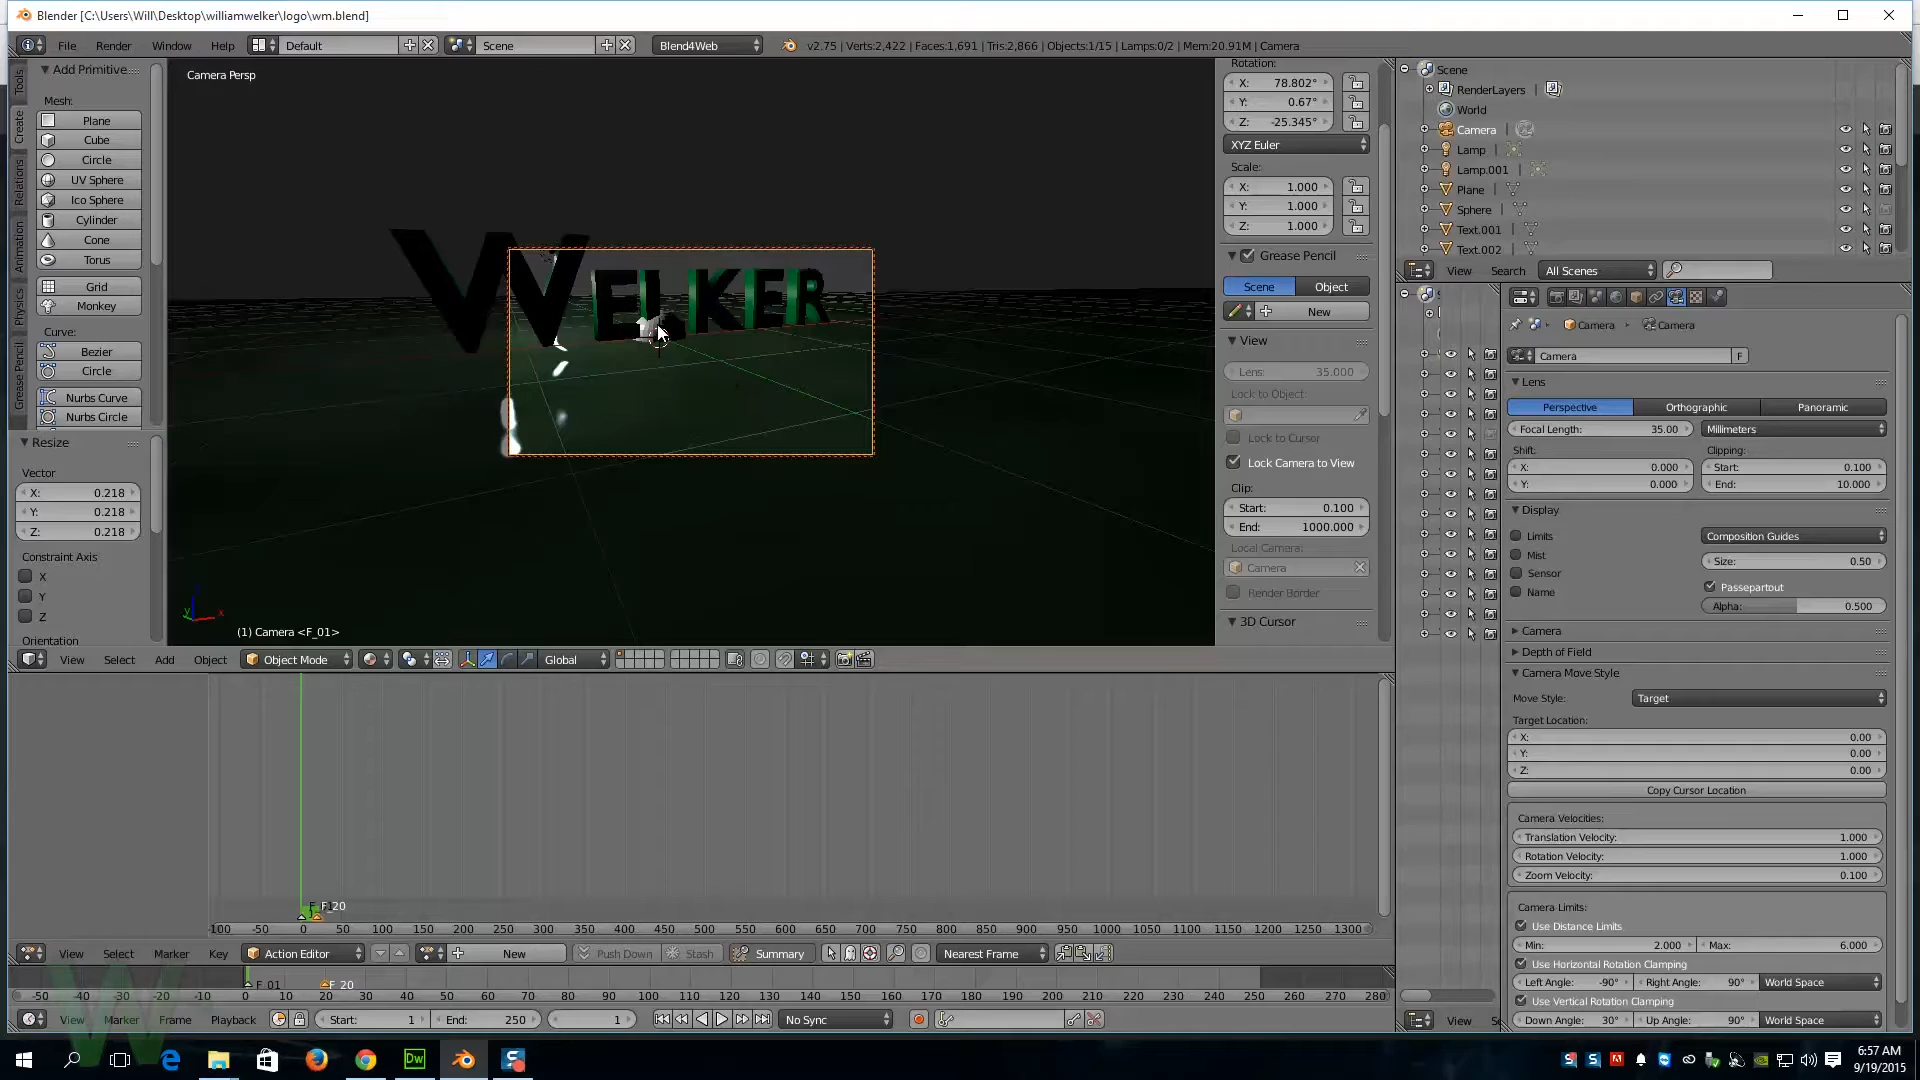 Blender [C:\Users\Will\Desktop\williamwelker\logo\wm.blend]
File Render Window Help Default Scene Blend4Web v2.75 | Verts:2,422 | Faces:1,691 | Tris:2,866 | Objects:1/15 | Lamps:0/2 | Mem:20.91M | Camera
Tools
Create
Relations
Animation
Physics
Grease Pencil
Add Primitive
Mesh:
Plane
Cube
Circle
UV Sphere
Ico Sphere
Cylinder
Cone
Torus
Grid
Monkey
Curve:
Bezier
Circle
Nurbs Curve
Nurbs Circle
Resize
Vector
X: 0.218
Y: 0.218
Z: 0.218
Constraint Axis
X
Y
Z
Orientation
Camera Persp
WELKER
(1) Camera <F_01>
View Select Add Object Object Mode Global
Rotation:
X: 78.802°
Y: 0.67°
Z: -25.345°
XYZ Euler
Scale:
X: 1.000
Y: 1.000
Z: 1.000
Grease Pencil
Scene Object
New
View
Lens: 35.000
Lock to Object:
Lock to Cursor
Lock Camera to View
Clip:
Start: 0.100
End: 1000.000
Local Camera:
Camera
Render Border
3D Cursor
Scene
RenderLayers |
World
Camera |
Lamp |
Lamp.001 |
Plane |
Sphere |
Text.001 |
Text.002 |
View Search All Scenes
Camera Camera
Camera F
Lens
Perspective Orthographic Panoramic
Focal Length: 35.00 Millimeters
Shift: Clipping:
X: 0.000 Start: 0.100
Y: 0.000 End: 10.000
Display
Limits Composition Guides
Mist Size: 0.50
Sensor Passepartout
Name Alpha: 0.500
Camera
Depth of Field
Camera Move Style
Move Style: Target
Target Location:
X: 0.00
Y: 0.00
Z: 0.00
Copy Cursor Location
Camera Velocities:
Translation Velocity: 1.000
Rotation Velocity: 1.000
Zoom Velocity: 0.100
Camera Limits:
Use Distance Limits
Min: 2.000 Max: 6.000
Use Horizontal Rotation Clamping
Left Angle: -90° Right Angle: 90° World Space
Use Vertical Rotation Clamping
Down Angle: 30° Up Angle: 90° World Space
F_20
-100 -50 0 50 100 150 200 250 300 350 400 450 500 550 600 650 700 750 800 850 900 950 1000 1050 1100 1150 1200 1250 1300
View Select Marker Key Action Editor New Push Down Stash Summary Nearest Frame
F_01 F_20
-50 -40 -30 -20 -10 0 10 20 30 40 50 60 70 80 90 100 110 120 130 140 150 160 170 180 190 200 210 220 230 240 250 260 270 280
View Marker Frame Playback Start: 1 End: 250 1 No Sync
View
W
Dw
6:57 AM
9/19/2015